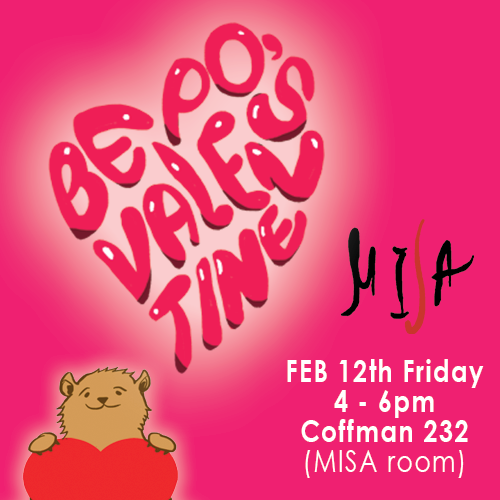 BE PO'S
VALEN
TINE
MISA
FEB 12th Friday
4 - 6pm
Coffman 232
(MISA room)